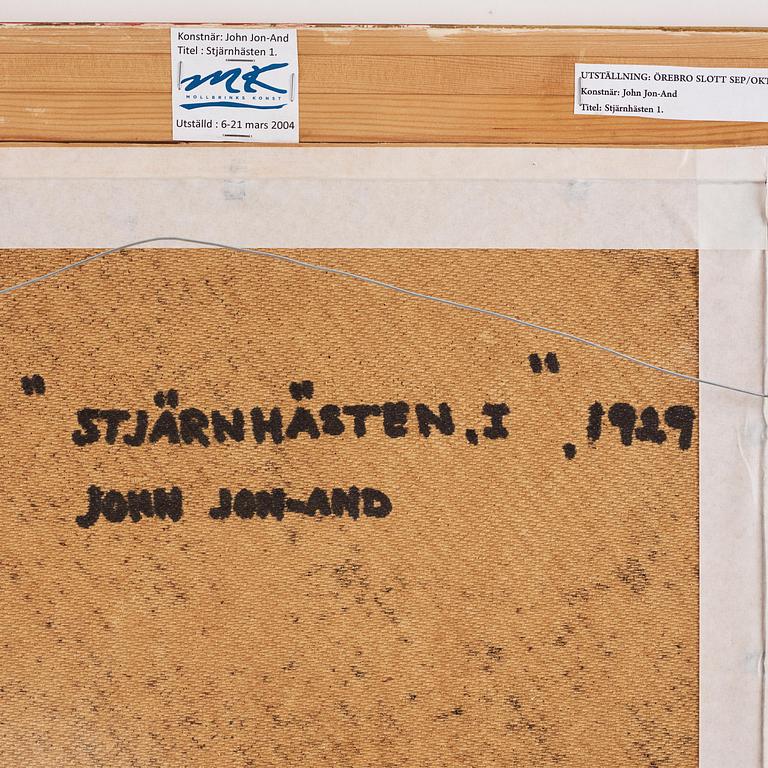 Konstnär: John Jon-And
Titel : Stjärnhästen 1.
MK
MOLLBRINKS KONST
Utställd : 6-21 mars 2004
UTSTÄLLNING: ÖREBRO SLOTT SEP/OKT
Konstnär: John Jon-And
Titel: Stjärnhästen 1.
"STJÄRNHÄSTEN, I", 1929
JOHN JON-AND